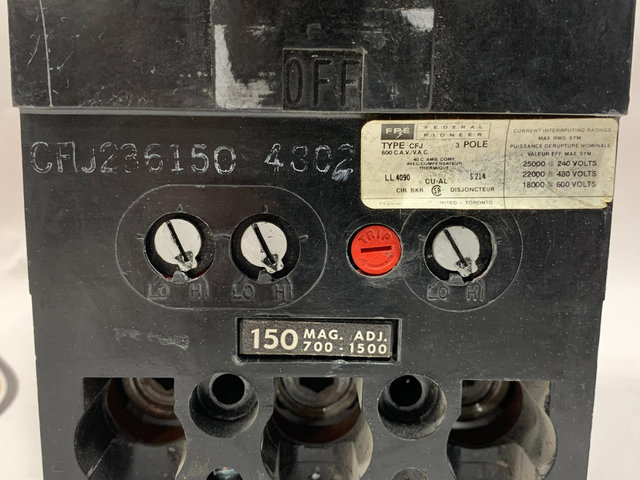 OFF
FPE FEDERAL PIONEER
TYPE CFJ 3 POLE
600 C.A.V./V.A.C.
40 C. AMB. COMP.
AVEC COMPENSATEUR
THERMIQUE
LL 4090 CU-AL S214
CIR. BKR. SA DISJONCTEUR
LIMITED - TORONTO
CURRENT INTERRUPTING RATINGS
MAX. RMS SYM.
PUISSANCE DE RUPTURE NOMINALE
VALEUR EFF MAX SYM.
25000 @ 240 VOLTS
22000 @ 480 VOLTS
18000 @ 600 VOLTS
CFJ236150 4302
TRIP
LO HI LO HI LO HI
150 MAG. ADJ.
700 - 1500